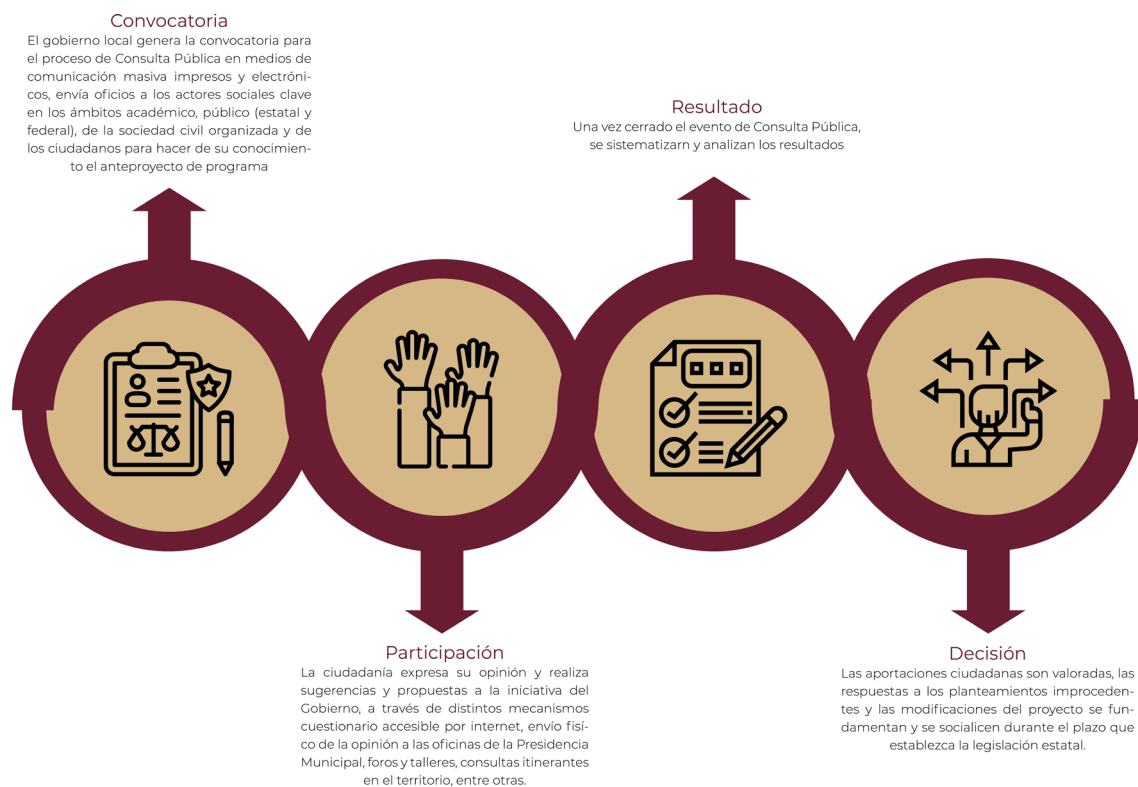 Convocatoria
El gobierno local genera la convocatoria para
el proceso de Consulta Pública en medios de
comunicación masiva impresos y electróni-
cos, envía oficios a los actores sociales clave
en los ámbitos académico, público (estatal y
federal), de la sociedad civil organizada y de
los ciudadanos para hacer de su conocimien-
to el anteproyecto de programa
Participación
La ciudadanía expresa su opinión y realiza
sugerencias y propuestas a la iniciativa del
Gobierno, a través de distintos mecanismos
cuestionario accesible por internet, envío fisí-
co de la opinión a las oficinas de la Presidencia
Municipal, foros y talleres, consultas itinerantes
en el territorio, entre otras.
Resultado
Una vez cerrado el evento de Consulta Pública,
se sistematizarn y analizan los resultados
Decisión
Las aportaciones ciudadanas son valoradas, las
respuestas a los planteamientos improceden-
tes y las modificaciones del proyecto se fun-
damentan y se socialicen durante el plazo que
establezca la legislación estatal.